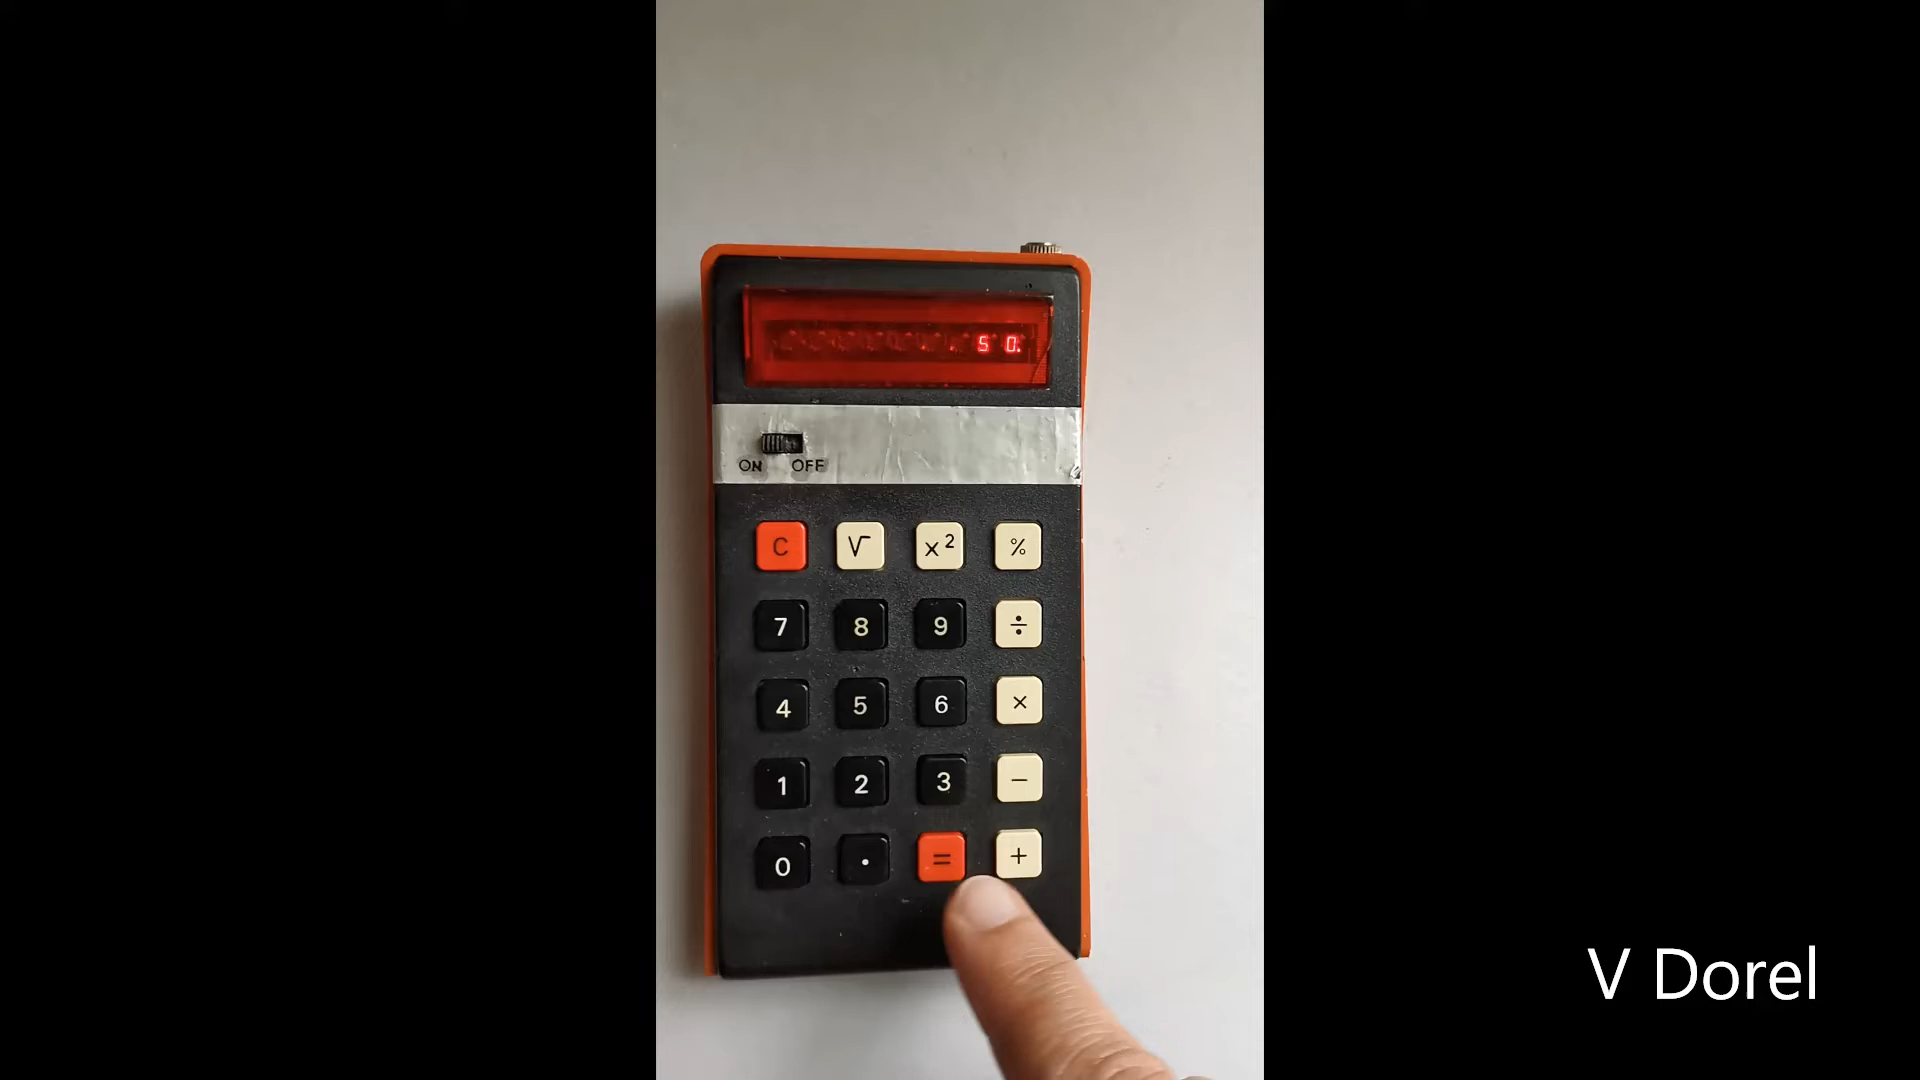 50.
ON OFF
C √ x² %
7 8 9 ÷
4 5 6 ×
1 2 3 −
0 . = +
V Dorel